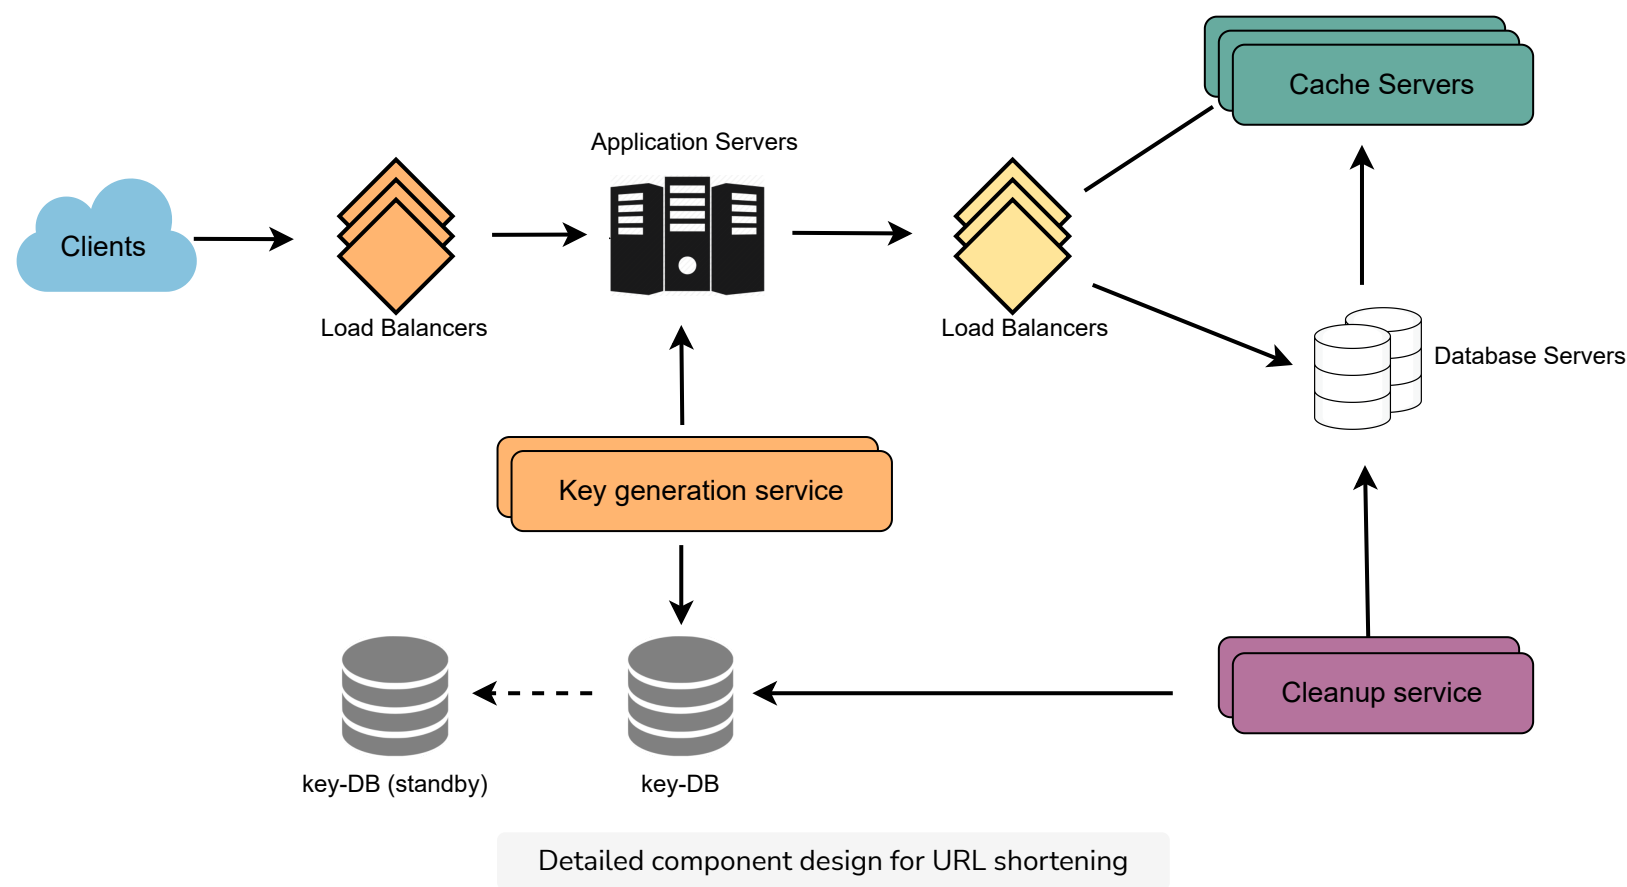 Cache Servers
Application Servers
Clients
Load Balancers
Load Balancers
Database Servers
Key generation service
Cleanup service
key-DB (standby)
key-DB
Detailed component design for URL shortening